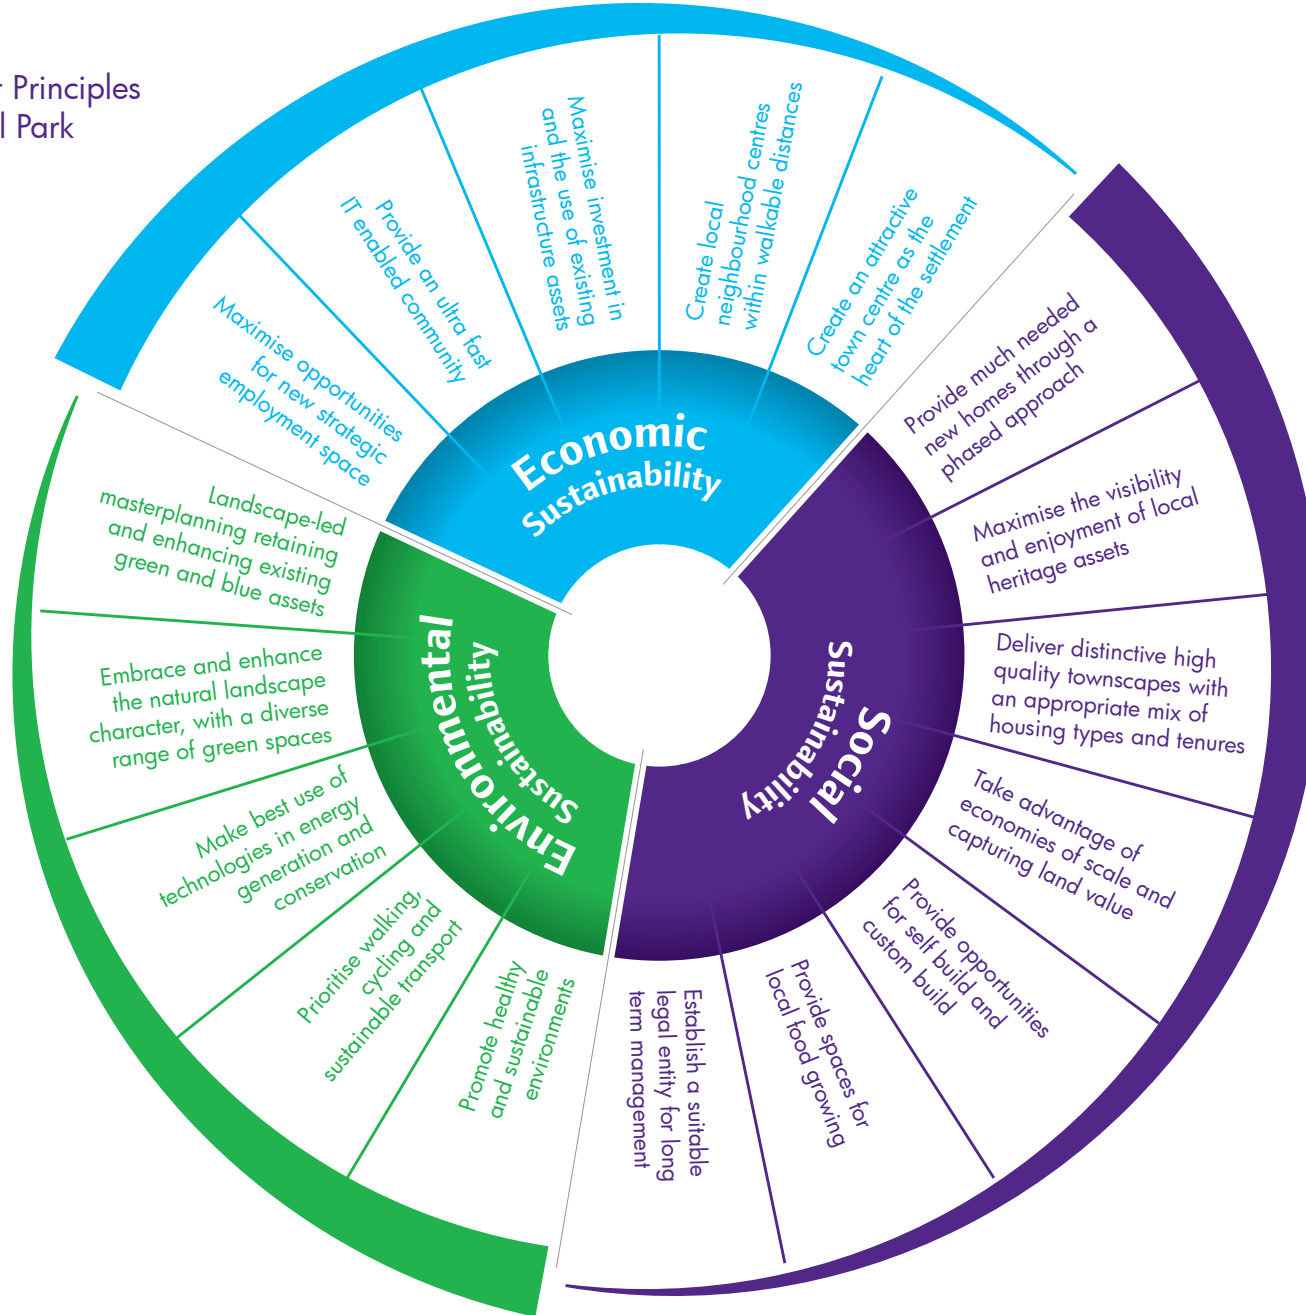 Principles
Park
Economic
Sustainability
Maximise opportunities
for new strategic
employment space
Provide an ultra fast
IT enabled community
Maximise investment in
and the use of existing
infrastructure assets
Create local
neighbourhood centres
within walkable distances
Create an attractive
town centre as the
heart of the settlement
Social
Sustainability
Provide much needed
new homes through a
phased approach
Maximise the visibility
and enjoyment of local
heritage assets
Deliver distinctive high
quality townscapes with
an appropriate mix of
housing types and tenures
Take advantage of
economies of scale and
capturing land value
Provide opportunities
for self build and
custom build
Provide spaces for
local food growing
Establish a suitable
legal entity for long
term management
Environmental
Sustainability
Promote healthy
and sustainable
environments
Prioritise walking,
cycling and
sustainable transport
Make best use of
technologies in energy
generation and
conservation
Embrace and enhance
the natural landscape
character, with a diverse
range of green spaces
Landscape-led
masterplanning retaining
and enhancing existing
green and blue assets